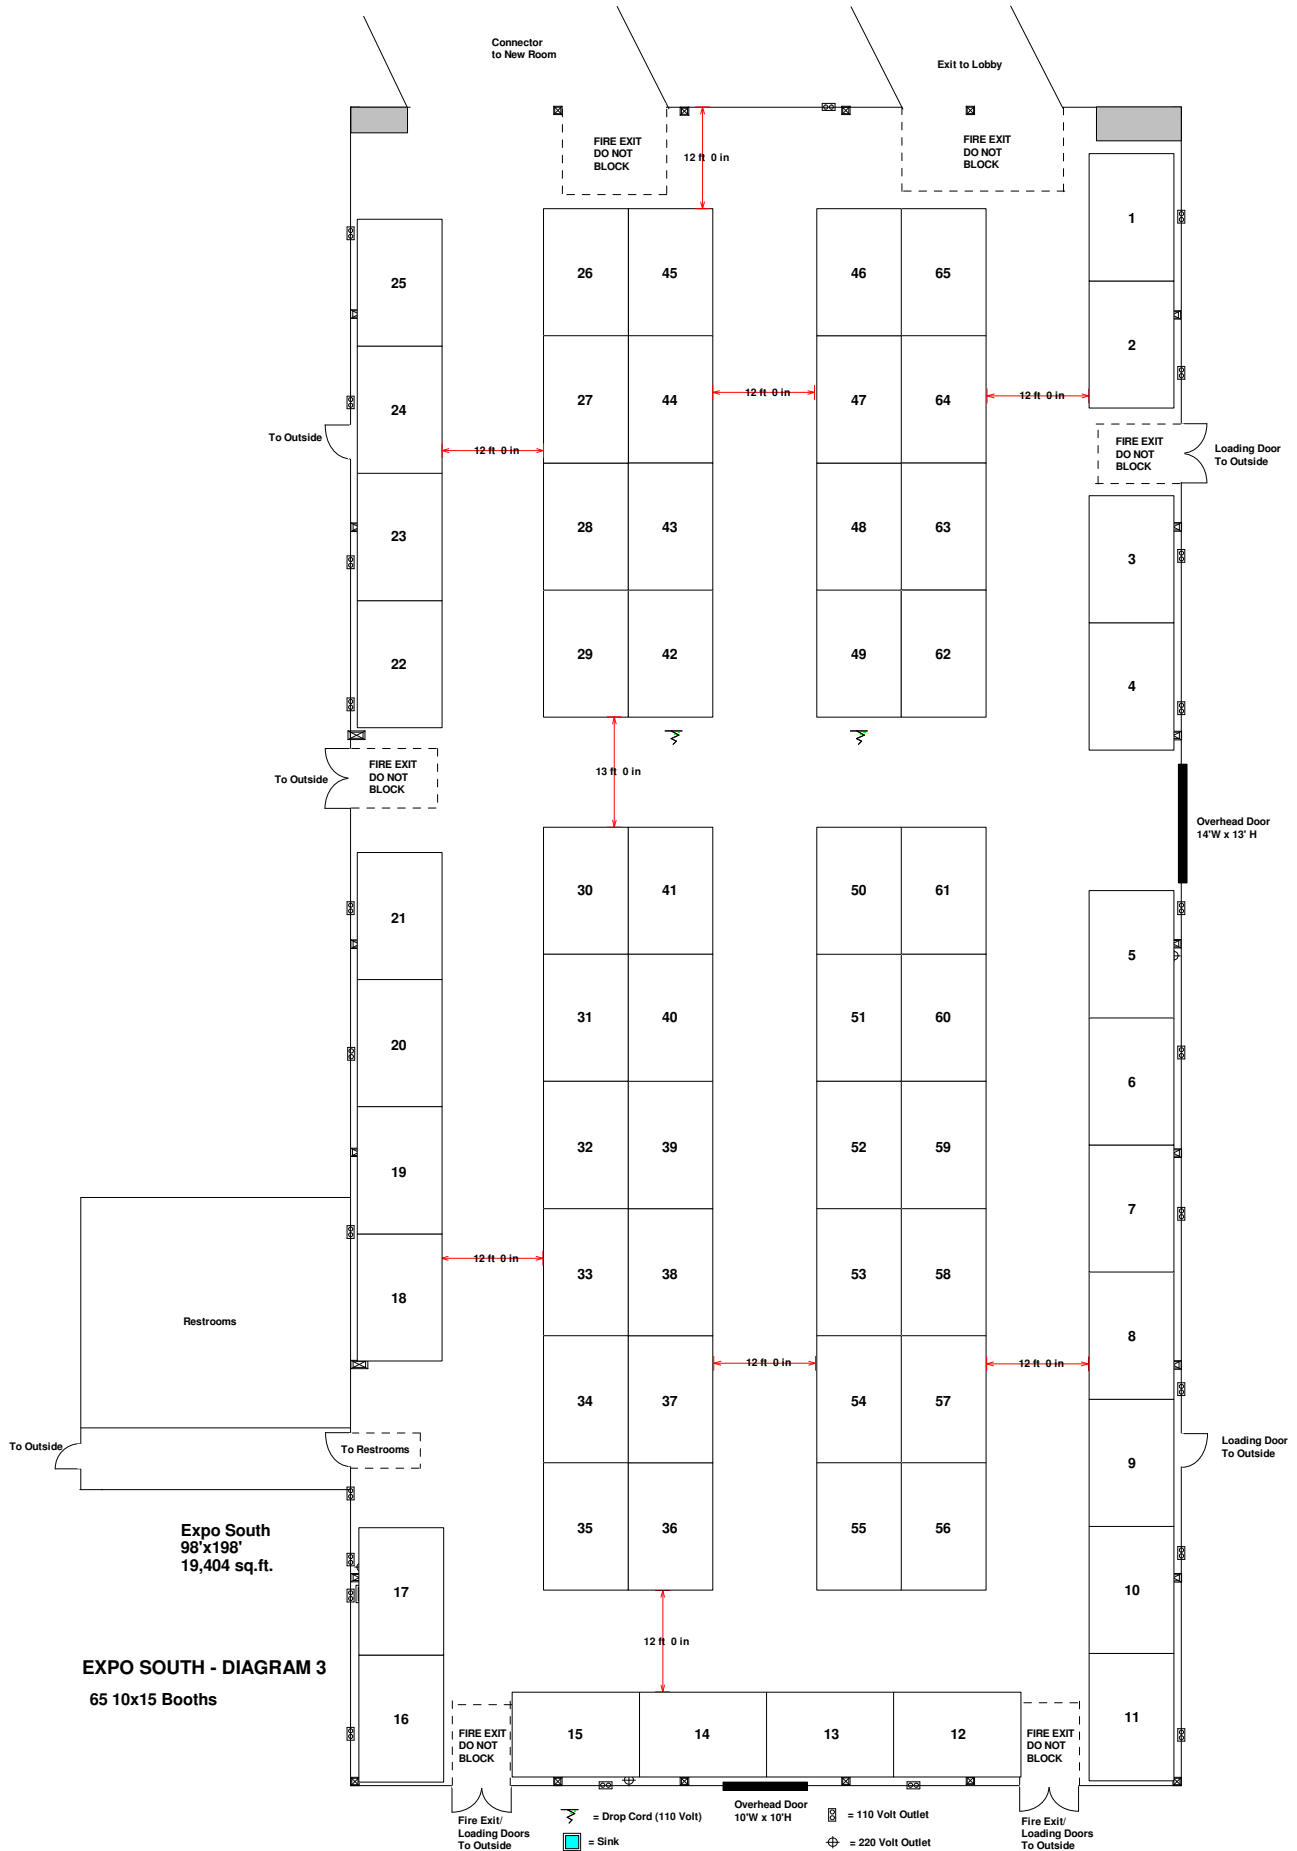 Connector
to New Room
Exit to Lobby
FIRE EXIT
DO NOT
BLOCK
12 ft 0 in
FIRE EXIT
DO NOT
BLOCK
1
25
26
45
46
65
2
24
27
44
47
64
12 ft 0 in
12 ft 0 in
To Outside
12 ft 0 in
FIRE EXIT
DO NOT
BLOCK
Loading Door
To Outside
23
28
43
48
63
3
22
29
42
49
62
4
To Outside
FIRE EXIT
DO NOT
BLOCK
13 ft 0 in
Overhead Door
14'W x 13' H
21
30
41
50
61
5
20
31
40
51
60
6
19
32
39
52
59
7
12 ft 0 in
18
33
38
53
58
8
Restrooms
12 ft 0 in
12 ft 0 in
34
37
54
57
9
To Outside
To Restrooms
Loading Door
To Outside
35
36
55
56
10
Expo South
98'x198'
19,404 sq.ft.
17
12 ft 0 in
EXPO SOUTH - DIAGRAM 3
65 10x15 Booths
16
FIRE EXIT
DO NOT
BLOCK
15
14
13
12
FIRE EXIT
DO NOT
BLOCK
11
Fire Exit/
Loading Doors
To Outside
= Drop Cord (110 Volt)
= Sink
Overhead Door
10'W x 10'H
= 110 Volt Outlet
= 220 Volt Outlet
Fire Exit/
Loading Doors
To Outside